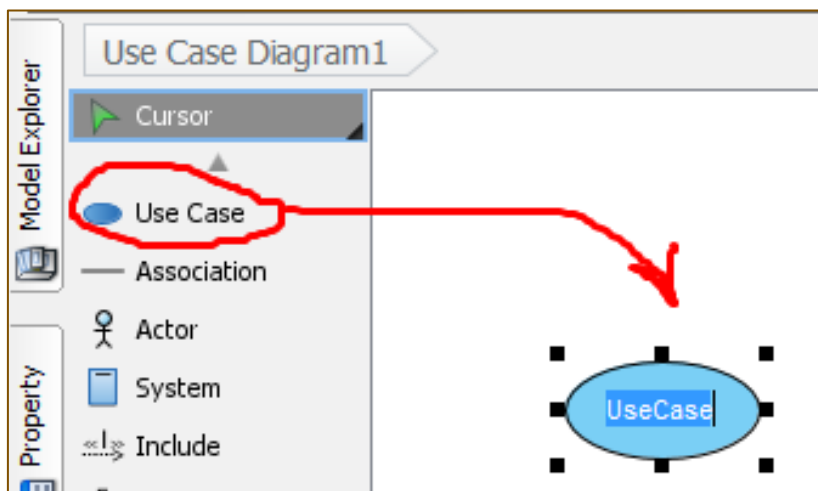 Model Explorer
Property
Use Case Diagram1
Cursor
Use Case
Association
Actor
System
Include
UseCase